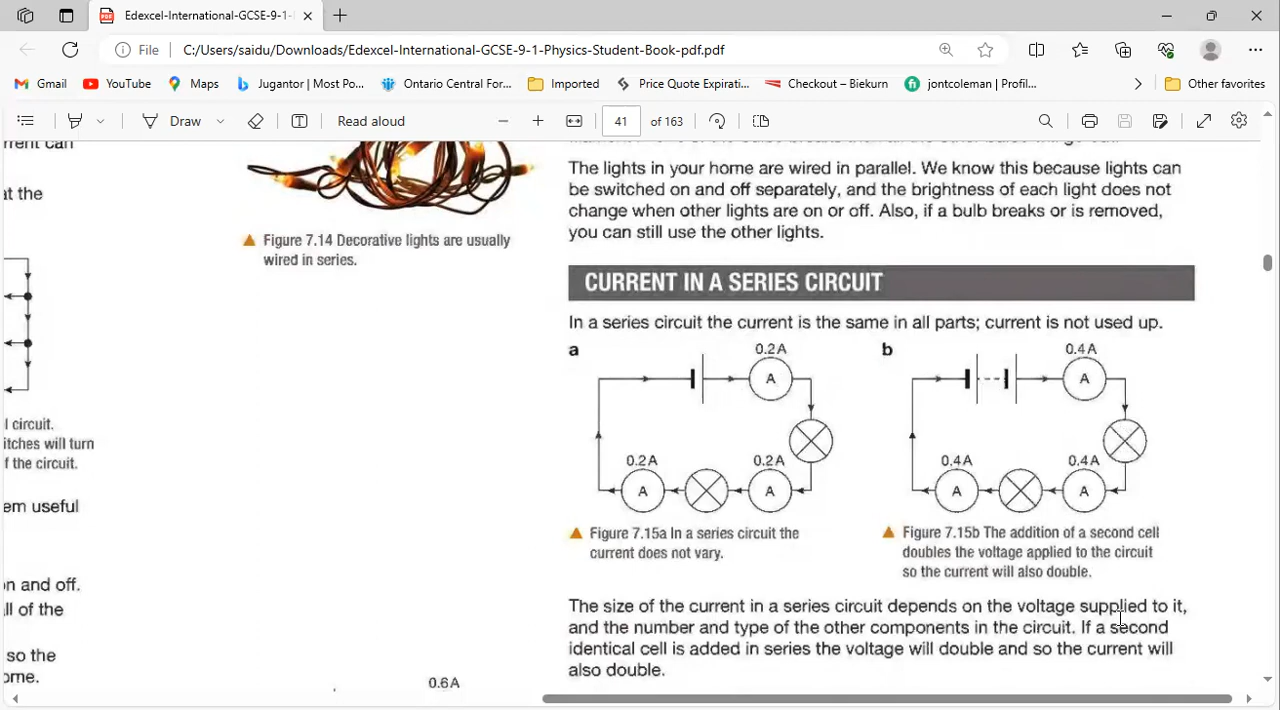 Edexcel-International-GCSE-9-1-
File C:/Users/saidu/Downloads/Edexcel-International-GCSE-9-1-Physics-Student-Book-pdf.pdf
Gmail YouTube Maps Jugantor | Most Po... Ontario Central For... Imported Price Quote Expirati... Checkout – Biekurn jontcoleman | Profil... Other favorites
Draw Read aloud 41 of 163
rrent can
at the
l circuit.
itches will turn
f the circuit.
em useful
on and off.
ll of the
so the
ome.
Figure 7.14 Decorative lights are usually
wired in series.
0.6A
The lights in your home are wired in parallel. We know this because lights can
be switched on and off separately, and the brightness of each light does not
change when other lights are on or off. Also, if a bulb breaks or is removed,
you can still use the other lights.
CURRENT IN A SERIES CIRCUIT
In a series circuit the current is the same in all parts; current is not used up.
a
0.2A
A
0.2A
0.2A
A
A
Figure 7.15a In a series circuit the
current does not vary.
b
0.4A
A
0.4A
0.4A
A
A
Figure 7.15b The addition of a second cell
doubles the voltage applied to the circuit
so the current will also double.
The size of the current in a series circuit depends on the voltage supplied to it,
and the number and type of the other components in the circuit. If a second
identical cell is added in series the voltage will double and so the current will
also double.